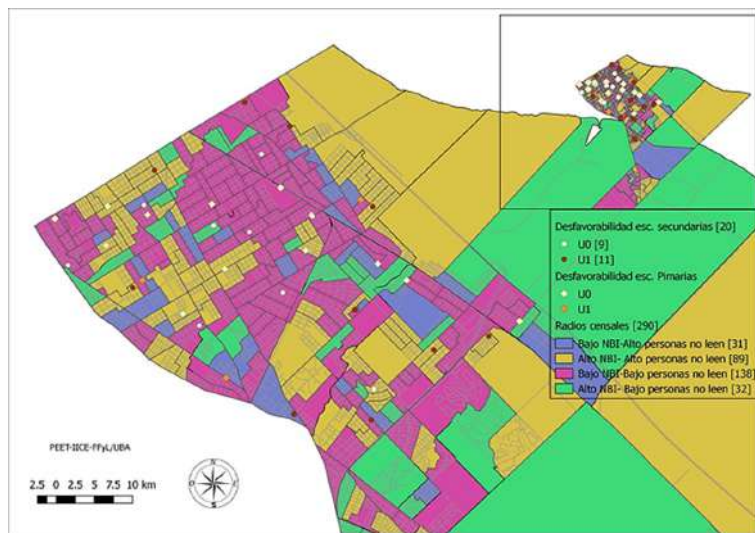 Desfavorabilidad esc. secundarias [20]
U0 [9]
U1 [11]
Desfavorabilidad esc. Pimarias
U0
U1
Radios censales [290]
Bajo NBI-Alto personas no leen [31]
Alto NBI- Alto personas no leen [89]
Bajo NBI-Bajo personas no leen [138]
Alto NBI- Bajo personas no leen [32]
PEET-IICE-FFyL/UBA
N
E
S
O
2.5 0 2.5 5 7.5 10 km